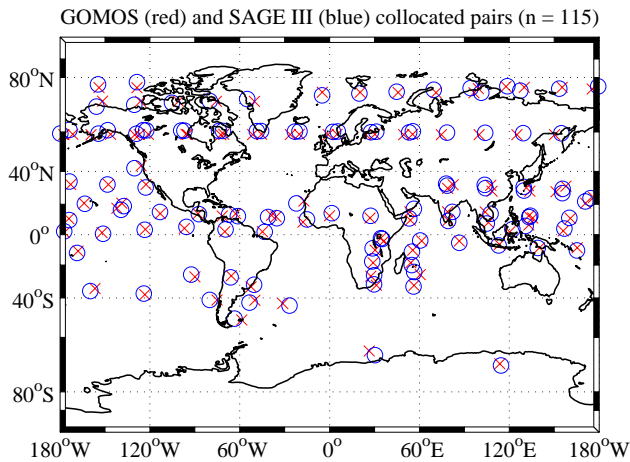 GOMOS (red) and SAGE III (blue) collocated pairs (n = 115)
80°N
40°N
0°N
40°S
80°S
180°W 120°W 60°W 0° 60°E 120°E 180°W